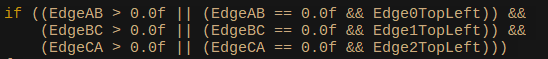 if ((EdgeAB > 0.0f || (EdgeAB == 0.0f && Edge0TopLeft)) &&
(EdgeBC > 0.0f || (EdgeBC == 0.0f && Edge1TopLeft)) &&
(EdgeCA > 0.0f || (EdgeCA == 0.0f && Edge2TopLeft)))